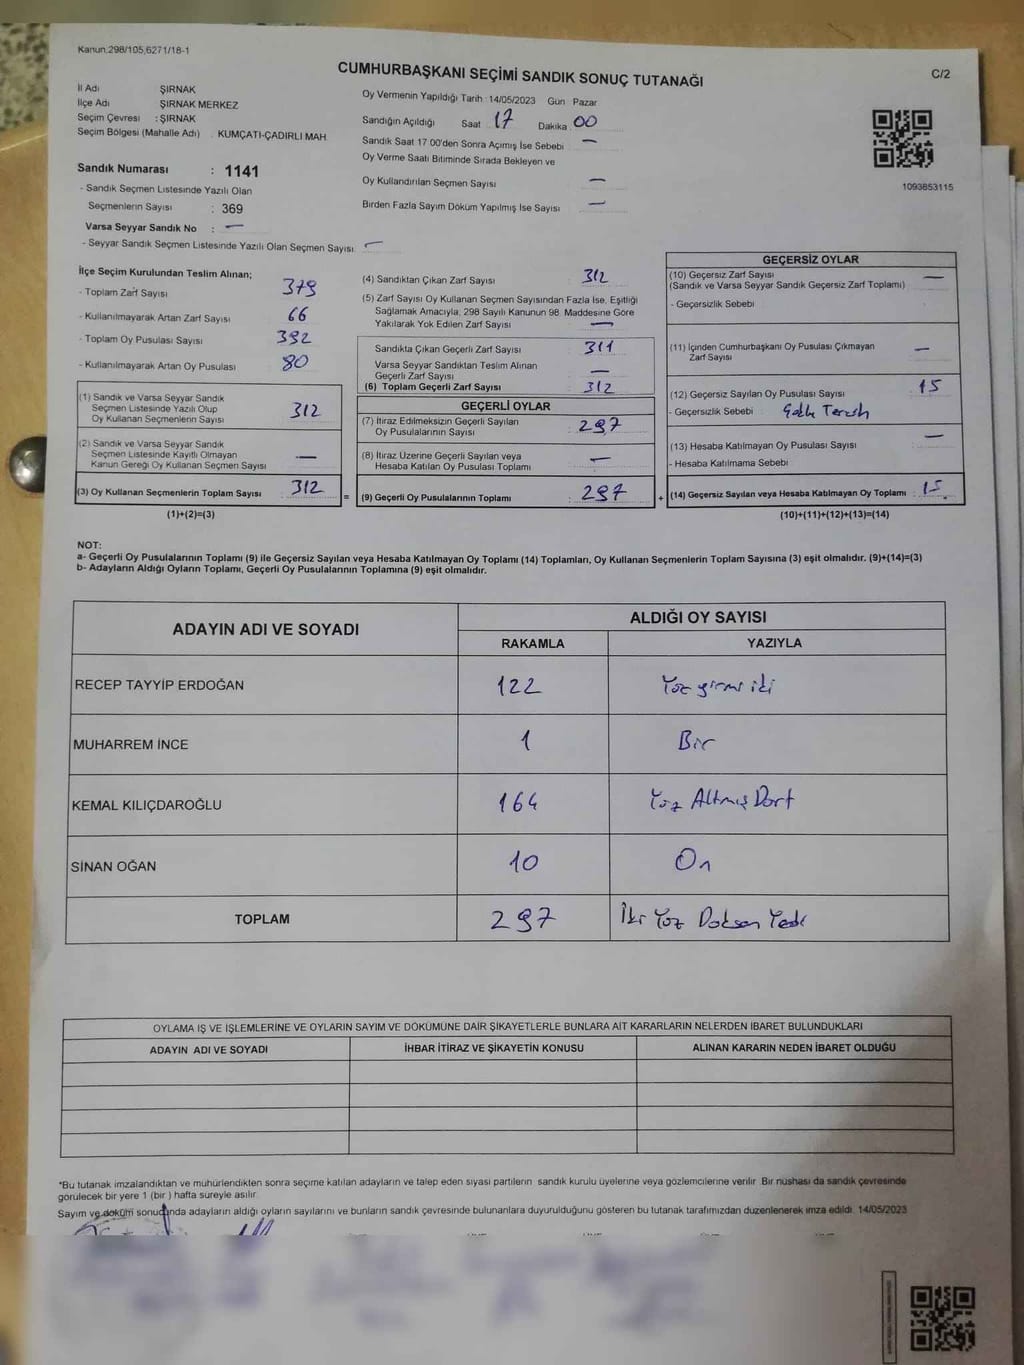 Kanun:298/105,6271/18-1
CUMHURBAŞKANI SEÇİMİ SANDIK SONUÇ TUTANAĞI
C/2
İl Adı ŞIRNAK
İlçe Adı ŞIRNAK MERKEZ
Seçim Çevresi : ŞIRNAK
Seçim Bölgesi (Mahalle Adı) : KUMÇATI-ÇADIRLI MAH.
Sandık Numarası : 1141
- Sandık Seçmen Listesinde Yazılı Olan
Seçmenlerin Sayısı : 369
Varsa Seyyar Sandık No : —
- Seyyar Sandık Seçmen Listesinde Yazılı Olan Seçmen Sayısı: —
Oy Vermenin Yapıldığı Tarih : 14/05/2023 Gün : Pazar
Sandığın Açıldığı Saat 17 Dakika 00
Sandık Saat 17:00'den Sonra Açımış İse Sebebi —
Oy Verme Saati Bitiminde Sırada Bekleyen ve
Oy Kullandırılan Seçmen Sayısı —
Birden Fazla Sayım Döküm Yapılmış İse Sayısı —
1093853115
İlçe Seçim Kurulundan Teslim Alınan;
- Toplam Zarf Sayısı 379
- Kullanılmayarak Artan Zarf Sayısı 66
- Toplam Oy Pusulası Sayısı 392
- Kullanılmayarak Artan Oy Pusulası 80
(1) Sandık ve Varsa Seyyar Sandık
Seçmen Listesinde Yazılı Olup
Oy Kullanan Seçmenlerin Sayısı 312
(2) Sandık ve Varsa Seyyar Sandık
Seçmen Listesinde Kayıtlı Olmayan
Kanun Gereği Oy Kullanan Seçmen Sayısı —
(3) Oy Kullanan Seçmenlerin Toplam Sayısı 312 =
(1)+(2)=(3)
(4) Sandıktan Çıkan Zarf Sayısı : 312
(5) Zarf Sayısı Oy Kullanan Seçmen Sayısından Fazla İse, Eşitliği
Sağlamak Amacıyla, 298 Sayılı Kanunun 98. Maddesine Göre
Yakılarak Yok Edilen Zarf Sayısı —
Sandıkta Çıkan Geçerli Zarf Sayısı 311
Varsa Seyyar Sandıktan Teslim Alınan
Geçerli Zarf Sayısı —
(6) Toplam Geçerli Zarf Sayısı 312
GEÇERLİ OYLAR
(7) İtiraz Edilmeksizin Geçerli Sayılan
Oy Pusulalarının Sayısı : 297
(8) İtiraz Üzerine Geçerli Sayılan veya
Hesaba Katılan Oy Pusulası Toplamı —
(9) Geçerli Oy Pusulalarının Toplamı : 297 +
GEÇERSİZ OYLAR
(10) Geçersiz Zarf Sayısı —
(Sandık ve Varsa Seyyar Sandık Geçersiz Zarf Toplamı)
- Geçersizlik Sebebi :
(11) İçinden Cumhurbaşkanı Oy Pusulası Çıkmayan
Zarf Sayısı —
(12) Geçersiz Sayılan Oy Pusulası Sayısı : 15
- Geçersizlik Sebebi :
(13) Hesaba Katılmayan Oy Pusulası Sayısı —
- Hesaba Katılmama Sebebi
(14) Geçersiz Sayılan veya Hesaba Katılmayan Oy Toplamı : 15
(10)+(11)+(12)+(13)=(14)
NOT:
a- Geçerli Oy Pusulalarının Toplamı (9) ile Geçersiz Sayılan veya Hesaba Katılmayan Oy Toplamı (14) Toplamları, Oy Kullanan Seçmenlerin Toplam Sayısına (3) eşit olmalıdır. (9)+(14)=(3)
b- Adayların Aldığı Oyların Toplamı, Geçerli Oy Pusulalarının Toplamına (9) eşit olmalıdır.
ADAYIN ADI VE SOYADI ALDIĞI OY SAYISI
RAKAMLA YAZIYLA
RECEP TAYYİP ERDOĞAN 122 Yüz yirmi iki
MUHARREM İNCE 1 Bir
KEMAL KILIÇDAROĞLU 164 Yüz Altmış Dört
SİNAN OĞAN 10 On
TOPLAM 297 İki Yüz Doksan Yedi
OYLAMA İŞ VE İŞLEMLERİNE VE OYLARIN SAYIM VE DÖKÜMÜNE DAİR ŞİKAYETLERLE BUNLARA AİT KARARLARIN NELERDEN İBARET BULUNDUKLARI
ADAYIN ADI VE SOYADI İHBAR İTİRAZ VE ŞİKAYETİN KONUSU ALINAN KARARIN NEDEN İBARET OLDUĞU
*Bu tutanak imzalandıktan ve mühürlendikten sonra seçime katılan adayların ve talep eden siyasi partilerin sandık kurulu üyelerine veya gözlemcilerine verilir. Bir nüshası da sandık çevresinde
görülecek bir yere 1 (bir) hafta süreyle asılır.
Sayım ve döküm sonucunda adayların aldığı oyların sayılarını ve bunların sandık çevresinde bulunanlara duyurulduğunu gösteren bu tutanak tarafımızdan düzenlenerek imza edildi. 14/05/2023